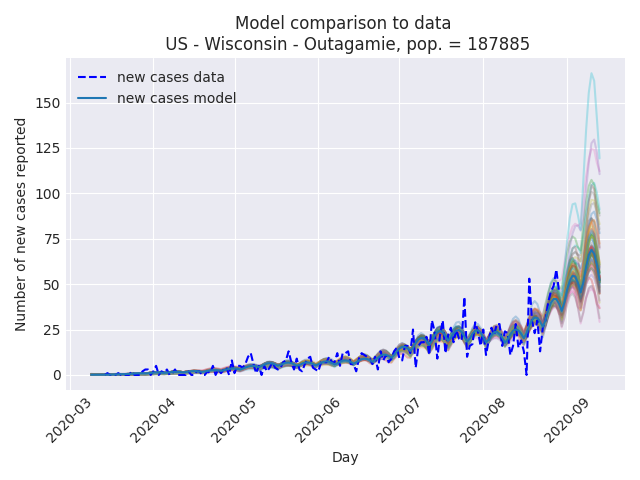 Model comparison to data
US - Wisconsin - Outagamie, pop. = 187885
new cases data
new cases model
Number of new cases reported
150
125
100
75
50
25
0
2020-03
2020-04
2020-05
2020-06
2020-07
2020-08
2020-09
Day